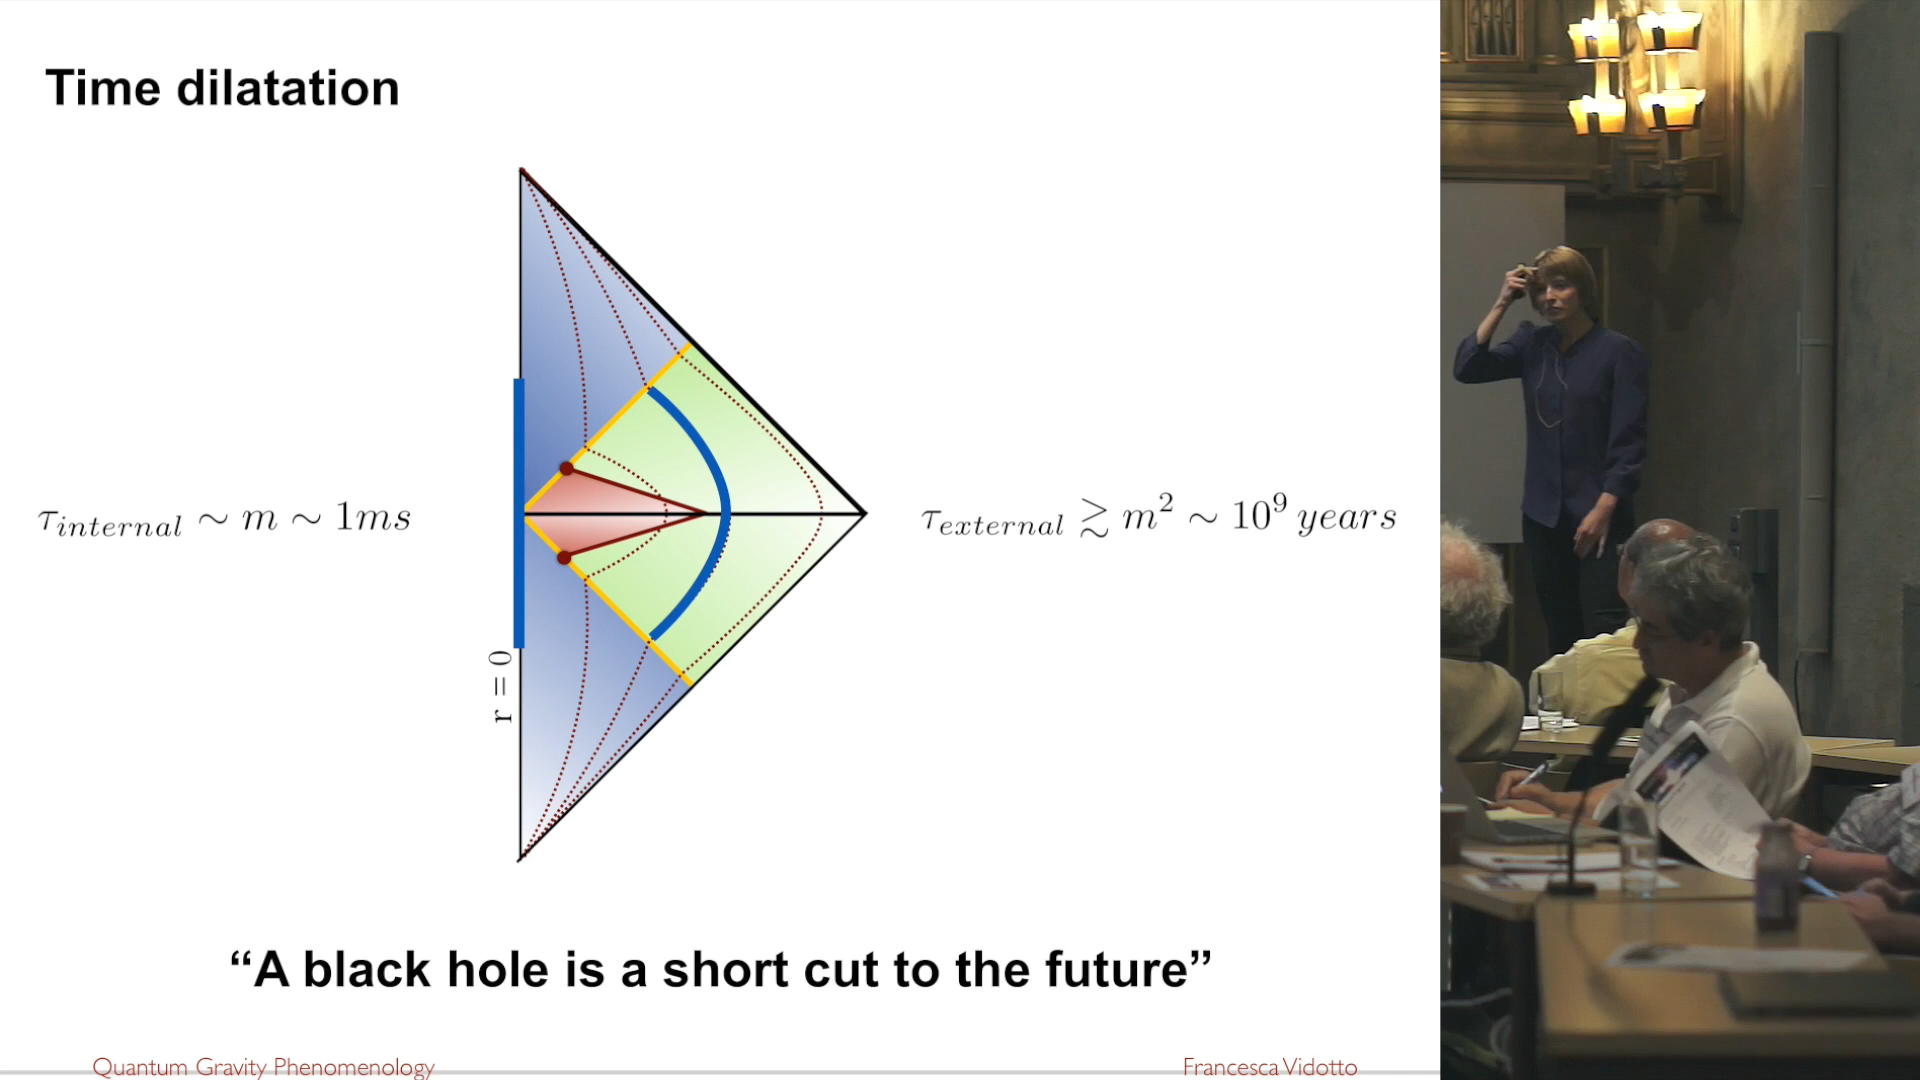 Time dilatation
τ_internal ∼ m ∼ 1ms
r = 0
τ_external ≳ m² ∼ 10⁹ years
“A black hole is a short cut to the future”
Quantum Gravity Phenomenology
Francesca Vidotto